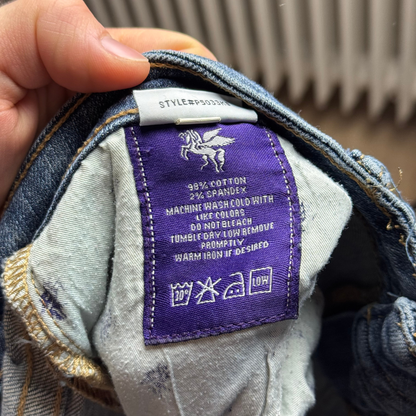 STYLE#P9033
98% COTTON
2% SPANDEX
MACHINE WASH COLD WITH
LIKE COLORS
DO NOT BLEACH
TUMBLE DRY LOW REMOVE
PROMPTLY
WARM IRON IF DESIRED
LOW